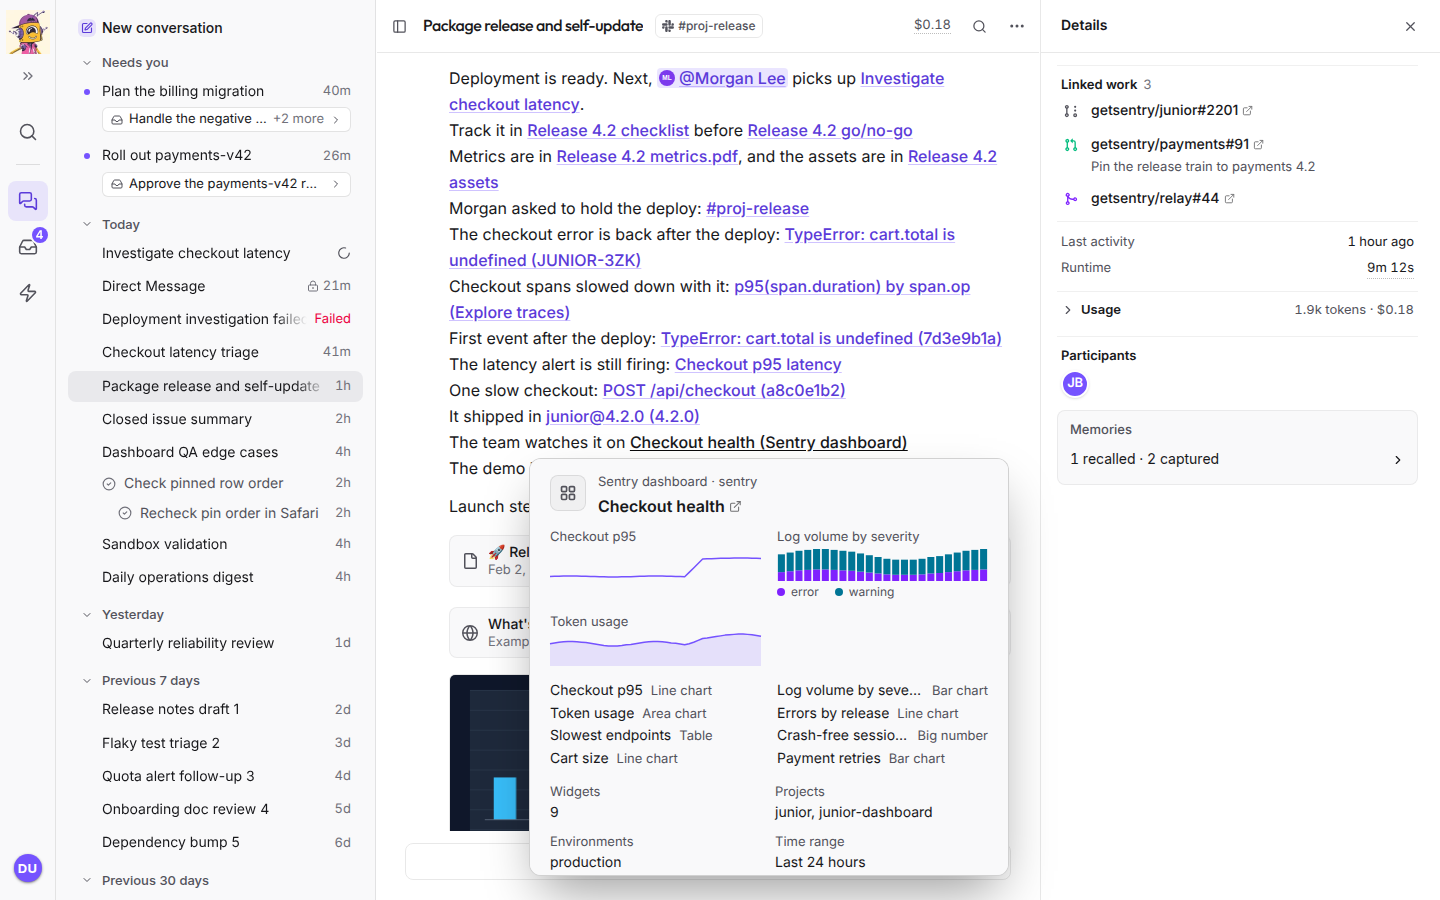 New conversation
Needs you
Plan the billing migration 40m
Handle the negative ... +2 more
Roll out payments-v42 26m
Approve the payments-v42 r...
Today
Investigate checkout latency
Direct Message 21m
Deployment investigation failed Failed
Checkout latency triage 41m
Package release and self-update 1h
Closed issue summary 2h
Dashboard QA edge cases 4h
Check pinned row order 2h
Recheck pin order in Safari 2h
Sandbox validation 4h
Daily operations digest 4h
Yesterday
Quarterly reliability review 1d
Previous 7 days
Release notes draft 1 2d
Flaky test triage 2 3d
Quota alert follow-up 3 4d
Onboarding doc review 4 5d
Dependency bump 5 6d
Previous 30 days
4
DU
Package release and self-update #proj-release $0.18
Deployment is ready. Next, ML @Morgan Lee picks up Investigate
checkout latency.
Track it in Release 4.2 checklist before Release 4.2 go/no-go
Metrics are in Release 4.2 metrics.pdf, and the assets are in Release 4.2
assets
Morgan asked to hold the deploy: #proj-release
The checkout error is back after the deploy: TypeError: cart.total is
undefined (JUNIOR-3ZK)
Checkout spans slowed down with it: p95(span.duration) by span.op
(Explore traces)
First event after the deploy: TypeError: cart.total is undefined (7d3e9b1a)
The latency alert is still firing: Checkout p95 latency
One slow checkout: POST /api/checkout (a8c0e1b2)
It shipped in junior@4.2.0 (4.2.0)
The team watches it on Checkout health (Sentry dashboard)
The demo
Launch ste
🚀 Rel
Feb 2,
What's
Examp
Sentry dashboard · sentry
Checkout health
Checkout p95
Log volume by severity
error warning
Token usage
Checkout p95 Line chart
Log volume by seve... Bar chart
Token usage Area chart
Errors by release Line chart
Slowest endpoints Table
Crash-free sessio... Big number
Cart size Line chart
Payment retries Bar chart
Widgets
9
Projects
junior, junior-dashboard
Environments
production
Time range
Last 24 hours
Details
Linked work 3
getsentry/junior#2201
getsentry/payments#91
Pin the release train to payments 4.2
getsentry/relay#44
Last activity 1 hour ago
Runtime 9m 12s
Usage 1.9k tokens · $0.18
Participants
JB
Memories
1 recalled · 2 captured